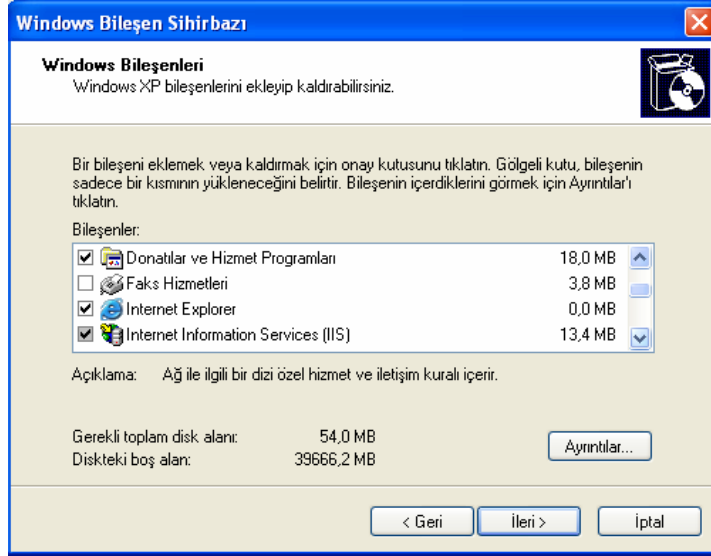 Windows Bileşen Sihirbazı
Windows Bileşenleri
Windows XP bileşenlerini ekleyip kaldırabilirsiniz.
Bir bileşeni eklemek veya kaldırmak için onay kutusunu tıklatın. Gölgeli kutu, bileşenin
sadece bir kısmının yükleneceğini belirtir. Bileşenin içerdiklerini görmek için Ayrıntılar'ı
tıklatın.
Bileşenler:
Donatılar ve Hizmet Programları 18,0 MB
Faks Hizmetleri 3,8 MB
Internet Explorer 0,0 MB
Internet Information Services (IIS) 13,4 MB
Açıklama: Ağ ile ilgili bir dizi özel hizmet ve iletişim kuralı içerir.
Gerekli toplam disk alanı: 54,0 MB
Diskteki boş alan: 39666,2 MB
Ayrıntılar...
< Geri İleri > İptal